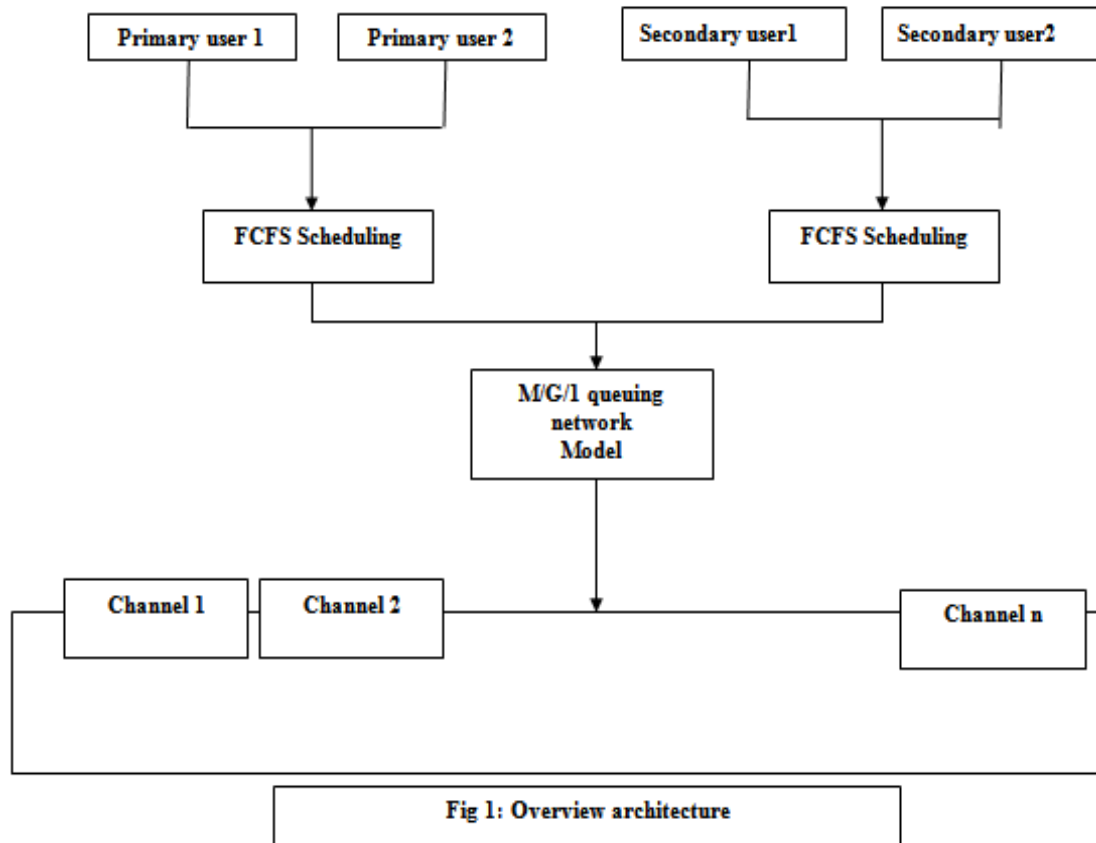 Primary user 1
Primary user 2
Secondary user1
Secondary user2
FCFS Scheduling
FCFS Scheduling
M/G/1 queuing
network
Model
Channel 1
Channel 2
Channel n
Fig 1: Overview architecture